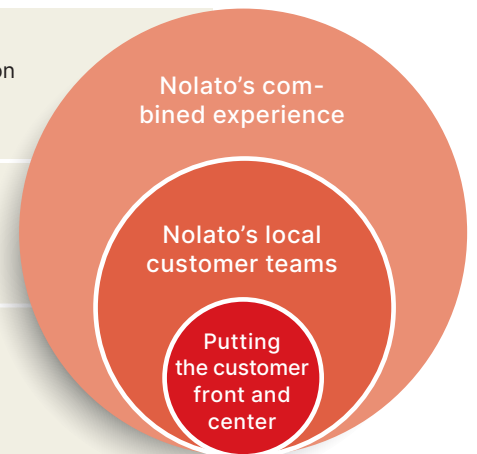 on
Nolato’s com-
bined experience
Nolato’s local
customer teams
Putting
the customer
front and
center